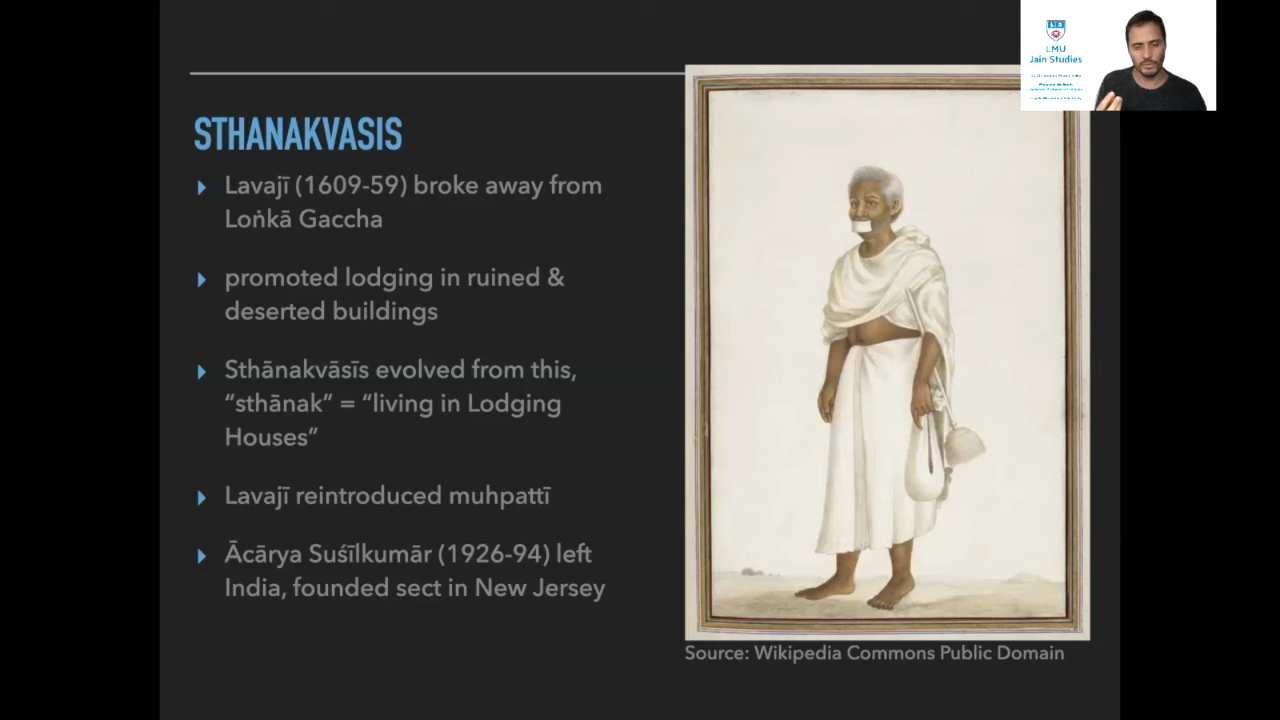 STHANAKVASIS
Lavajī (1609-59) broke away from
Loṅkā Gaccha
promoted lodging in ruined &
deserted buildings
Sthānakvāsīs evolved from this,
“sthānak” = “living in Lodging
Houses”
Lavajī reintroduced muhpattī
Ācārya Suśīlkumār (1926-94) left
India, founded sect in New Jersey
Source: Wikipedia Commons Public Domain
LMU
Jain Studies